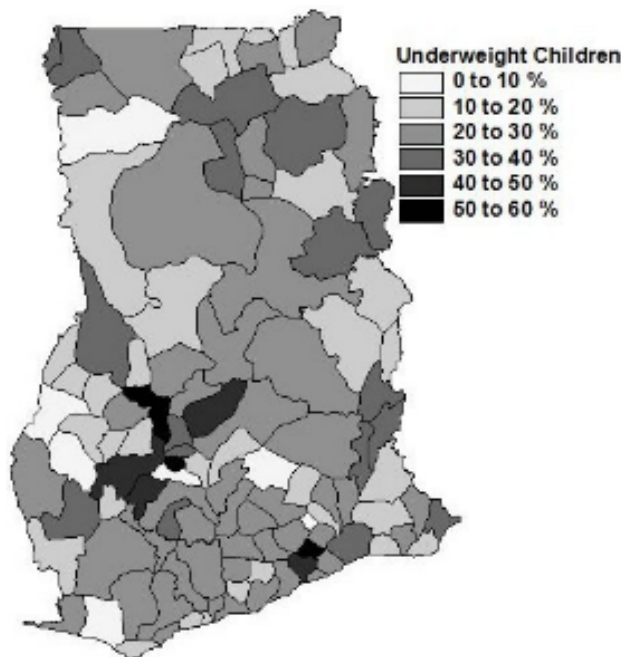 Underweight Children
0 to 10 %
10 to 20 %
20 to 30 %
30 to 40 %
40 to 50 %
50 to 60 %